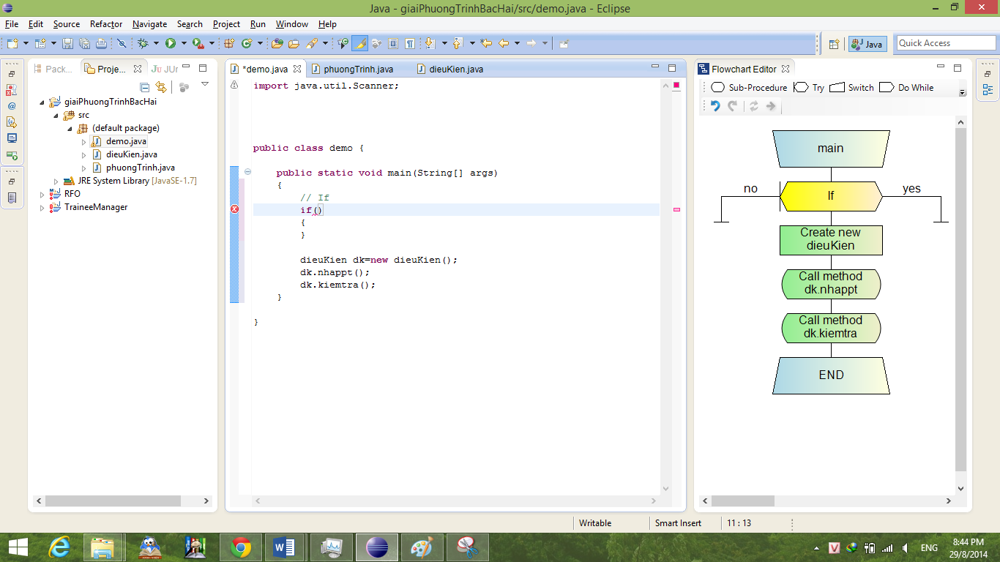 Java - giaiPhuongTrinhBacHai/src/demo.java - Eclipse
File Edit Source Refactor Navigate Search Project Run Window Help
Java
Quick Access
Pack...
Proje...
JUr
giaiPhuongTrinhBacHai
src
(default package)
demo.java
dieuKien.java
phuongTrinh.java
JRE System Library [JavaSE-1.7]
RFO
TraineeManager
*demo.java
phuongTrinh.java
dieuKien.java
import java.util.Scanner;
public class demo {
public static void main(String[] args)
{
// If
if()
{
}
dieuKien dk=new dieuKien();
dk.nhappt();
dk.kiemtra();
}
}
Flowchart Editor
Sub-Procedure Try Switch Do While
main
no If yes
Create new
dieuKien
Call method
dk.nhappt
Call method
dk.kiemtra
END
Writable Smart Insert 11 : 13
ENG
8:44 PM
29/8/2014